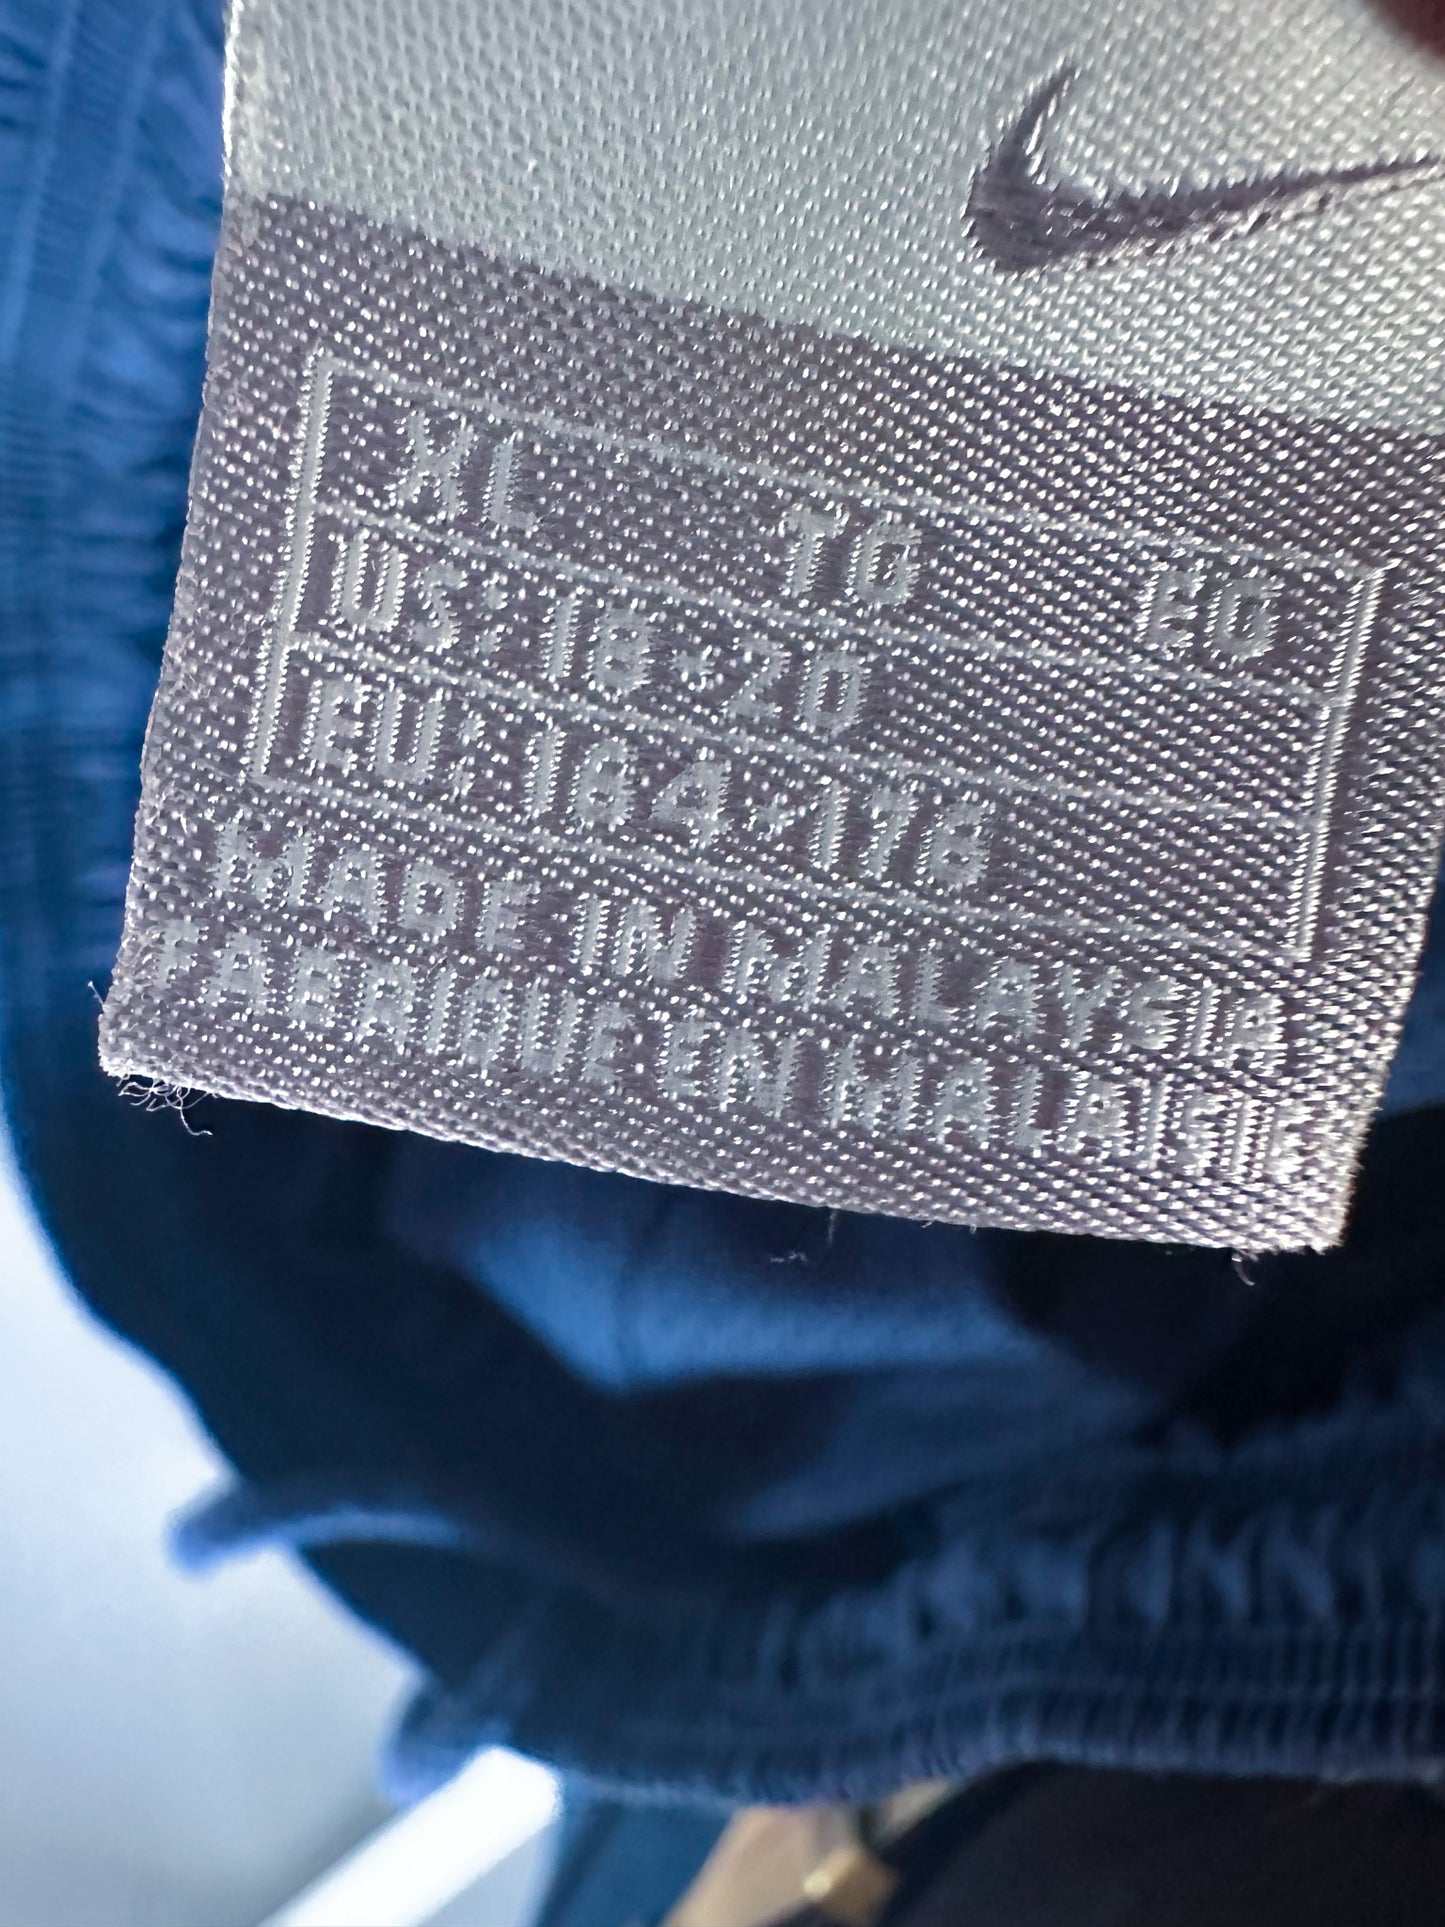 XL TG EG
US: 18-20
EU: 164-176
MADE IN MALAYSIA
FABRIQUE EN MALAISIE